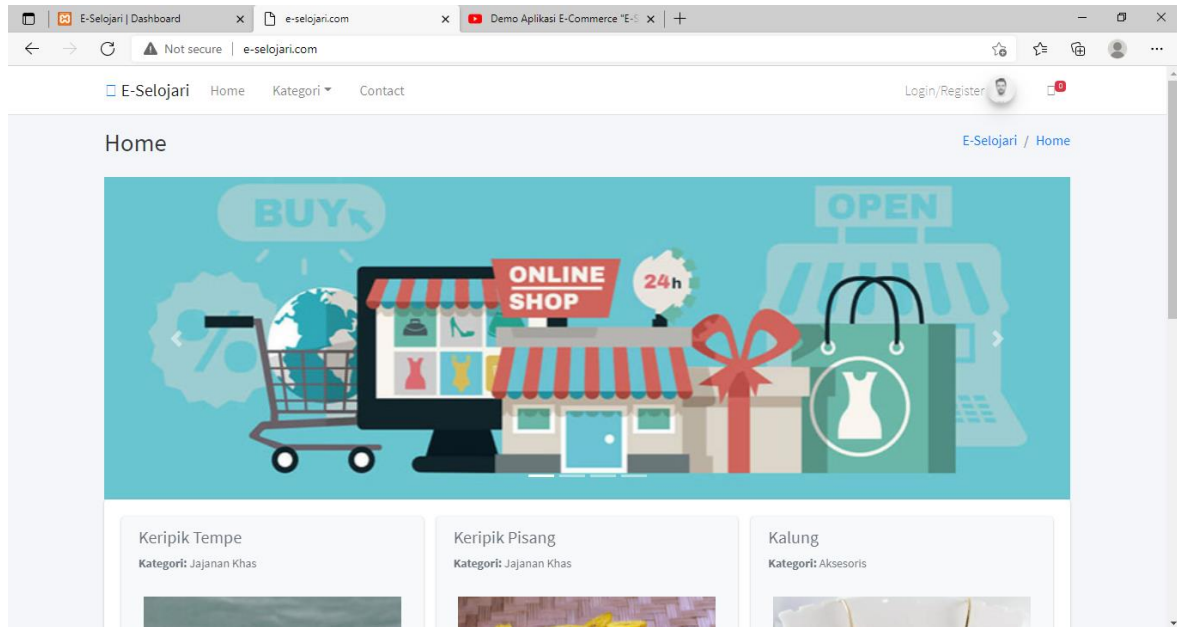 E-Selojari | Dashboard
e-selojari.com
Demo Aplikasi E-Commerce "E-S
Not secure | e-selojari.com
E-Selojari Home Kategori Contact Login/Register 0
Home
E-Selojari / Home
BUY
OPEN
ONLINE
SHOP
24h
%
Keripik Tempe
Kategori: Jajanan Khas
Keripik Pisang
Kategori: Jajanan Khas
Kalung
Kategori: Aksesoris